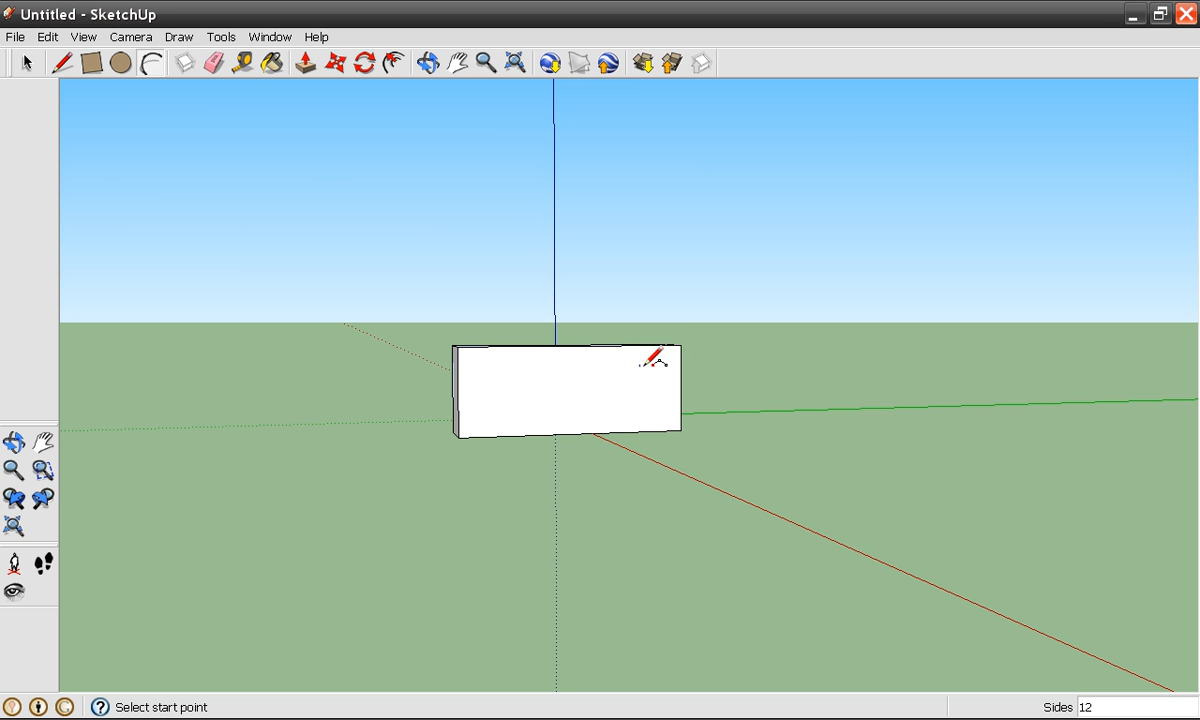 Untitled - SketchUp
File Edit View Camera Draw Tools Window Help
Select start point
Sides 12